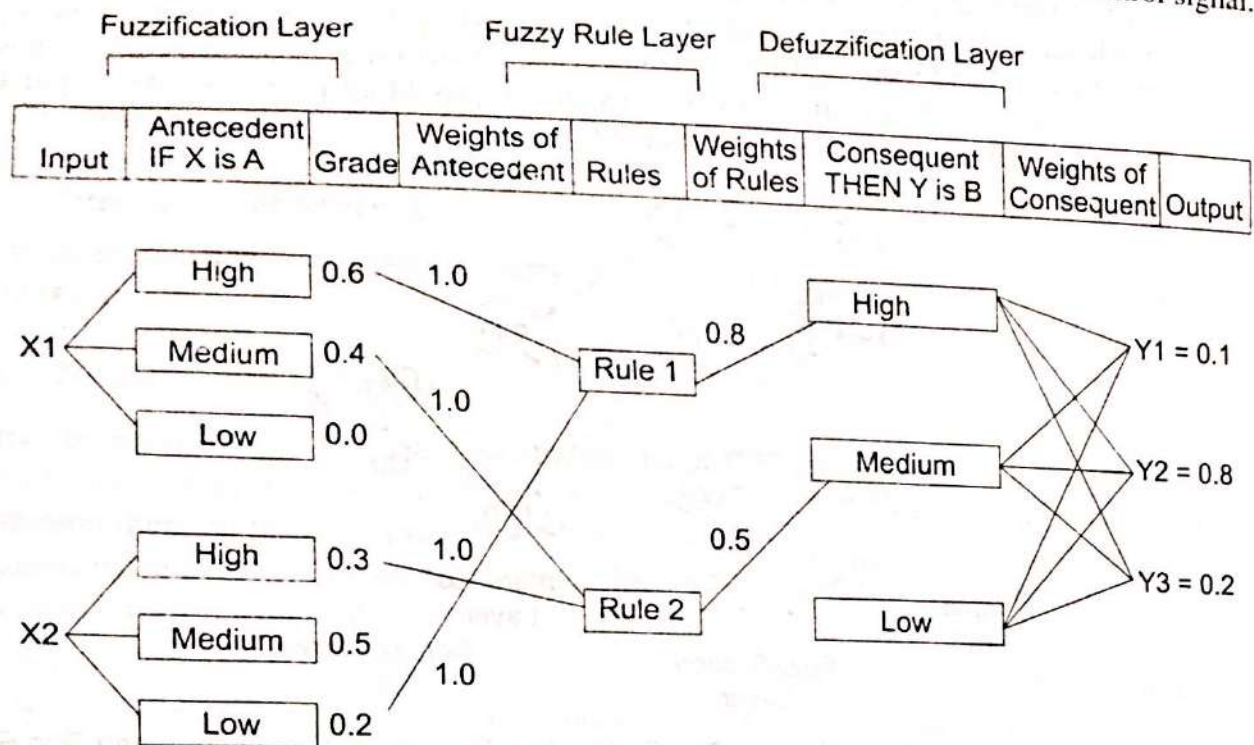 signal.
Fuzzification Layer Fuzzy Rule Layer Defuzzification Layer
Input Antecedent IF X is A Grade Weights of Antecedent Rules Weights of Rules Consequent THEN Y is B Weights of Consequent Output
High 0.6 1.0
High
0.8
X1 Medium 0.4 Rule 1 Y1 = 0.1
1.0
Low 0.0
Medium Y2 = 0.8
High 0.3 1.0 0.5
Y3 = 0.2
Rule 2 Low
X2 Medium 0.5
1.0
Low 0.2